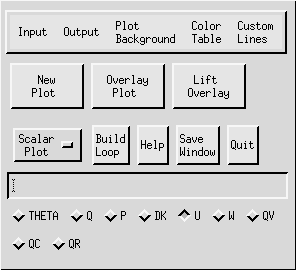 Input Output Plot Background Color Table Custom Lines
New Plot Overlay Plot Lift Overlay
Scalar Plot Build Loop Help Save Window Quit
THETA Q P DK U W QV
QC QR